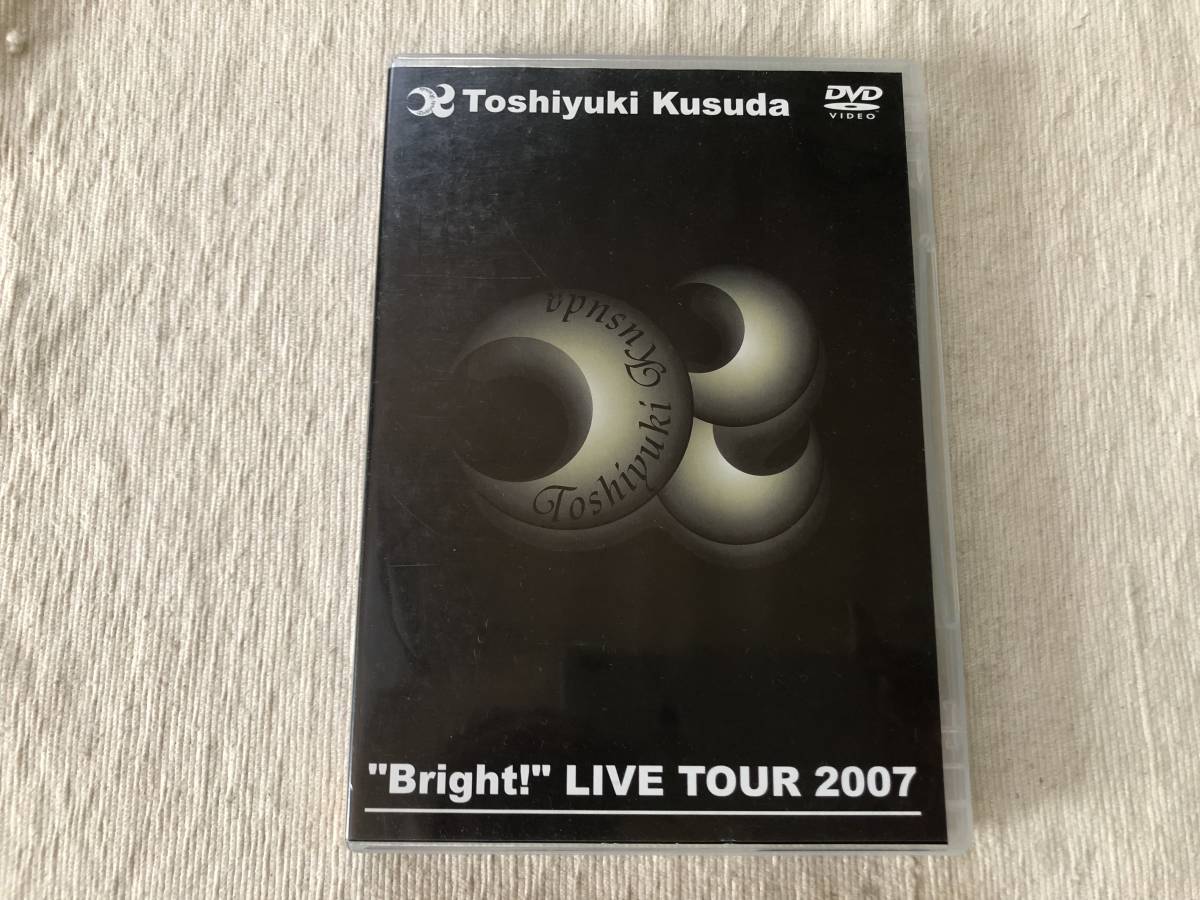 Toshiyuki Kusuda
DVD
VIDEO
Toshiyuki Kusuda
"Bright!" LIVE TOUR 2007